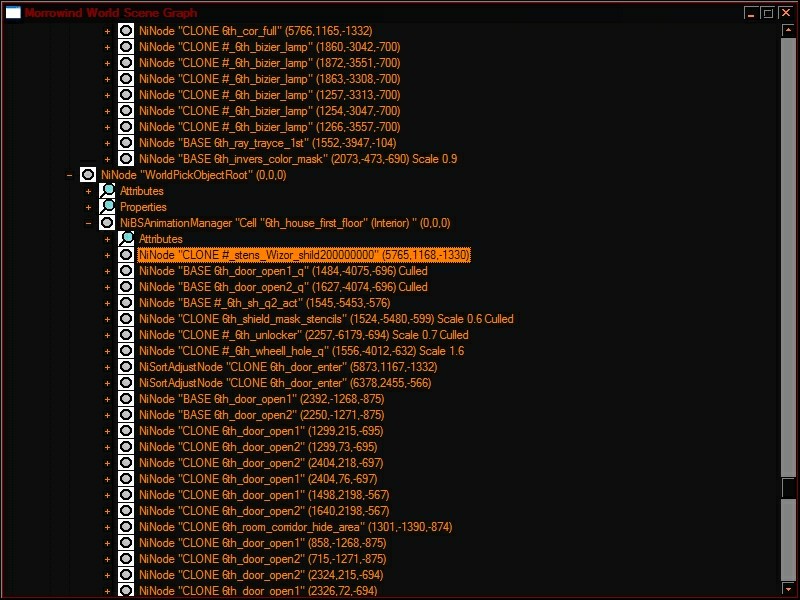 Morrowind World Scene Graph
NiNode "CLONE 6th_cor_full" (5766,1165,-1332)
NiNode "CLONE #_6th_bizier_lamp" (1860,-3042,-700)
NiNode "CLONE #_6th_bizier_lamp" (1872,-3551,-700)
NiNode "CLONE #_6th_bizier_lamp" (1863,-3308,-700)
NiNode "CLONE #_6th_bizier_lamp" (1257,-3313,-700)
NiNode "CLONE #_6th_bizier_lamp" (1254,-3047,-700)
NiNode "CLONE #_6th_bizier_lamp" (1266,-3557,-700)
NiNode "BASE 6th_ray_trayce_1st" (1552,-3947,-104)
NiNode "BASE 6th_invers_color_mask" (2073,-473,-690) Scale 0.9
NiNode "WorldPickObjectRoot" (0,0,0)
Attributes
Properties
NiBSAnimationManager "Cell "6th_house_first_floor" (Interior) " (0,0,0)
Attributes
NiNode "CLONE #_stens_Wizor_shild200000000" (5765,1168,-1330)
NiNode "BASE 6th_door_open1_q" (1484,-4075,-696) Culled
NiNode "BASE 6th_door_open2_q" (1627,-4074,-696) Culled
NiNode "BASE #_6th_sh_q2_act" (1545,-5453,-576)
NiNode "CLONE 6th_shield_mask_stencils" (1524,-5480,-599) Scale 0.6 Culled
NiNode "CLONE #_6th_unlocker" (2257,-6179,-694) Scale 0.7 Culled
NiNode "CLONE #_6th_wheell_hole_q" (1556,-4012,-632) Scale 1.6
NiSortAdjustNode "CLONE 6th_door_enter" (5873,1167,-1332)
NiSortAdjustNode "CLONE 6th_door_enter" (6378,2455,-566)
NiNode "BASE 6th_door_open1" (2392,-1268,-875)
NiNode "BASE 6th_door_open2" (2250,-1271,-875)
NiNode "CLONE 6th_door_open1" (1299,215,-695)
NiNode "CLONE 6th_door_open2" (1299,73,-695)
NiNode "CLONE 6th_door_open2" (2404,218,-697)
NiNode "CLONE 6th_door_open1" (2404,76,-697)
NiNode "CLONE 6th_door_open1" (1498,2198,-567)
NiNode "CLONE 6th_door_open2" (1640,2198,-567)
NiNode "CLONE 6th_room_corridor_hide_area" (1301,-1390,-874)
NiNode "CLONE 6th_door_open1" (858,-1268,-875)
NiNode "CLONE 6th_door_open2" (715,-1271,-875)
NiNode "CLONE 6th_door_open2" (2324,215,-694)
NiNode "CLONE 6th_door_open1" (2326,72,-694)